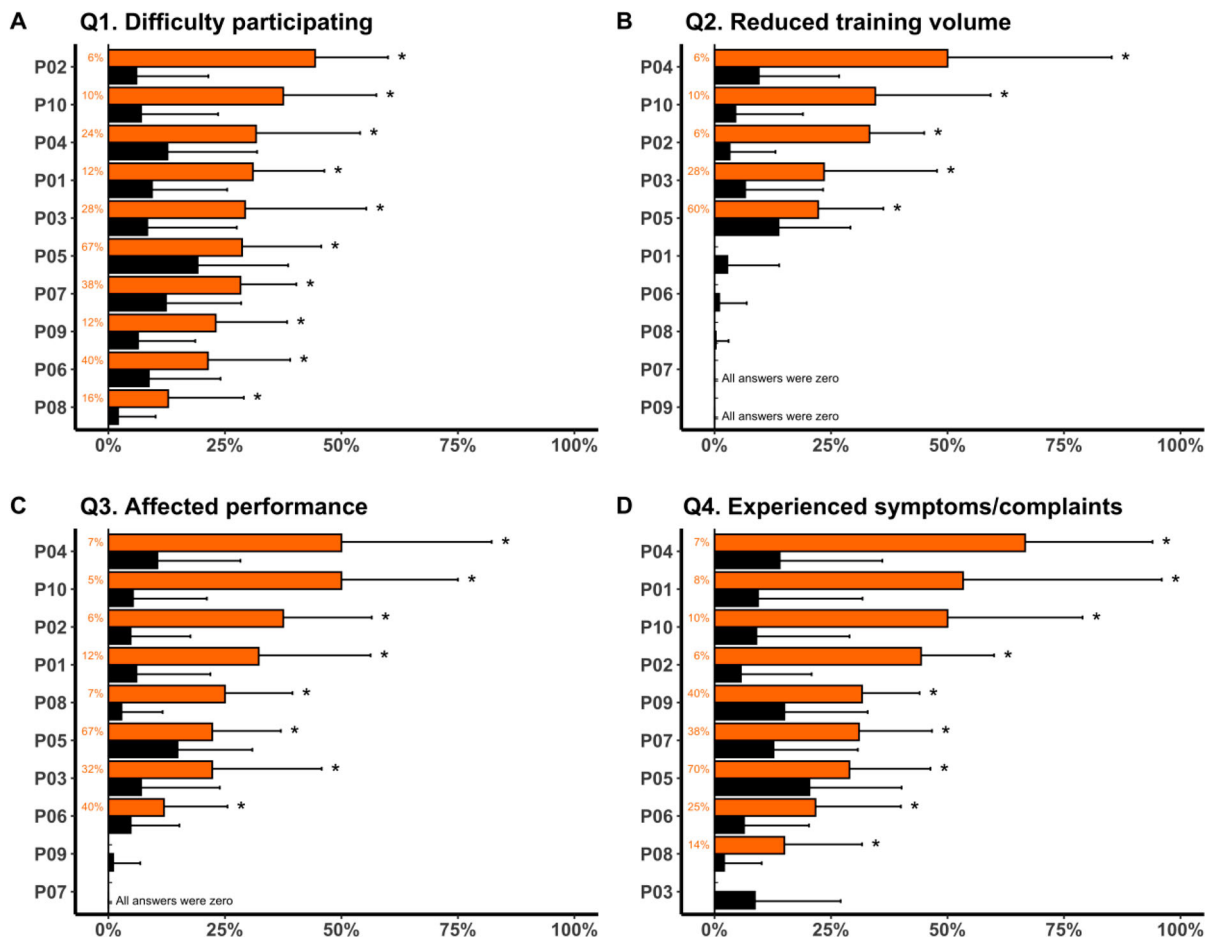 A Q1. Difficulty participating
P02 6% *
P10 10% *
P04 24% *
P01 12% *
P03 28% *
P05 67% *
P07 38% *
P09 12% *
P06 40% *
P08 16% *
0% 25% 50% 75% 100%
B Q2. Reduced training volume
P04 6% *
P10 10% *
P02 6% *
P03 28% *
P05 60% *
P01
P06
P08
P07 All answers were zero
P09 All answers were zero
0% 25% 50% 75% 100%
C Q3. Affected performance
P04 7% *
P10 5% *
P02 6% *
P01 12% *
P08 7% *
P05 67% *
P03 32% *
P06 40% *
P09
P07 All answers were zero
0% 25% 50% 75% 100%
D Q4. Experienced symptoms/complaints
P04 7% *
P01 8% *
P10 10% *
P02 6% *
P09 40% *
P07 38% *
P05 70% *
P06 25% *
P08 14% *
P03
0% 25% 50% 75% 100%